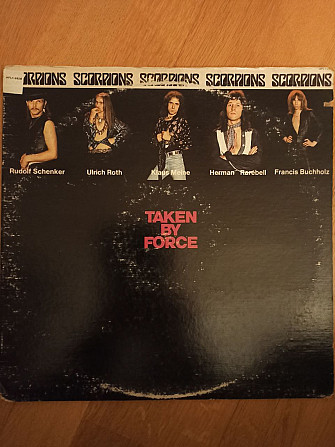 SCORPIONS SCORPIONS SCORPIONS SCORPIONS SCORPIONS
Rudolf Schenker Ulrich Roth Klaus Meine Herman Rarebell Francis Buchholz
TAKEN
BY
FORCE